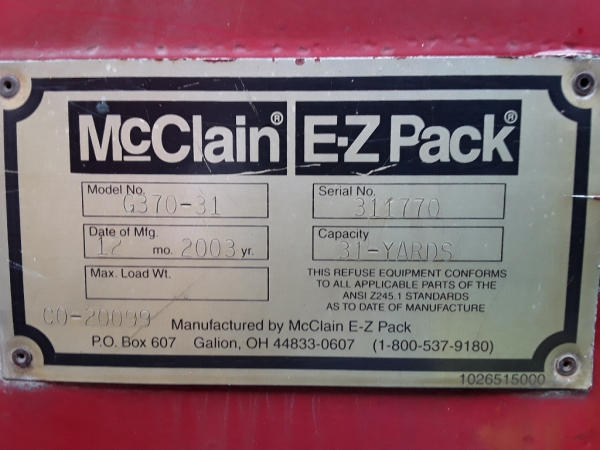 McClain® E-Z Pack®
Model No. G370-31
Serial No. 311770
Date of Mfg. 12 mo. 2003 yr.
Capacity 31-YARDS
Max. Load Wt.
THIS REFUSE EQUIPMENT CONFORMS
TO ALL APPLICABLE PARTS OF THE
ANSI Z245.1 STANDARDS
AS TO DATE OF MANUFACTURE
CO-20099
Manufactured by McClain E-Z Pack
P.O. Box 607 Galion, OH 44833-0607 (1-800-537-9180)
1026515000